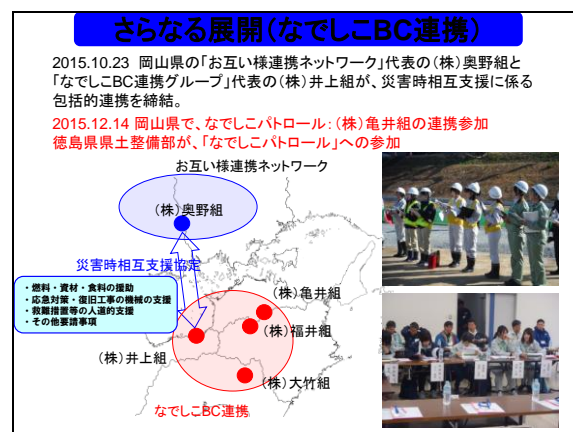 さらなる展開(なでしこBC連携)
2015.10.23 岡山県の「お互い様連携ネットワーク」代表の(株)奥野組と
「なでしこBC連携グループ」代表の(株)井上組が、災害時相互支援に係る
包括的連携を締結。
2015.12.14 岡山県で、なでしこパトロール:(株)亀井組の連携参加
徳島県県土整備部が、「なでしこパトロール」への参加
お互い様連携ネットワーク
(株)奥野組
災害時相互支援協定
・燃料・資材・食料の援助
・応急対策・復旧工事の機械の支援
・救難措置等の人道的支援
・その他要請事項
(株)亀井組
(株)福井組
(株)井上組
(株)大竹組
なでしこBC連携